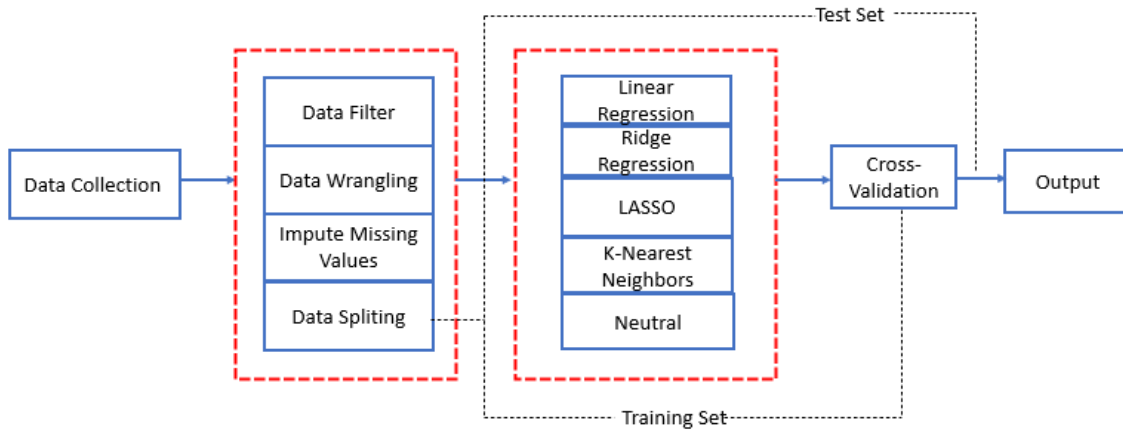 Test Set
Data Collection
Data Filter
Data Wrangling
Impute Missing
Values
Data Spliting
Linear
Regression
Ridge
Regression
LASSO
K-Nearest
Neighbors
Neutral
Cross-
Validation
Output
Training Set